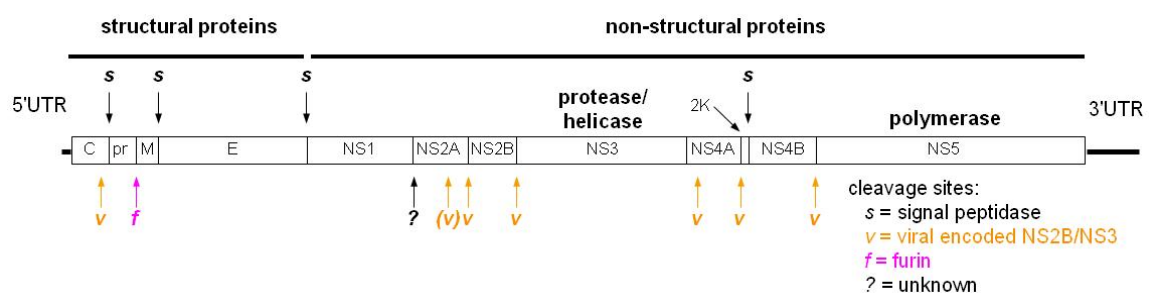 structural proteins non-structural proteins
s s s s
5'UTR 2K protease/ 3'UTR
helicase polymerase
C pr M E NS1 NS2A NS2B NS3 NS4A NS4B NS5
v f ? (v) v v v v v
cleavage sites:
s = signal peptidase
v = viral encoded NS2B/NS3
f = furin
? = unknown